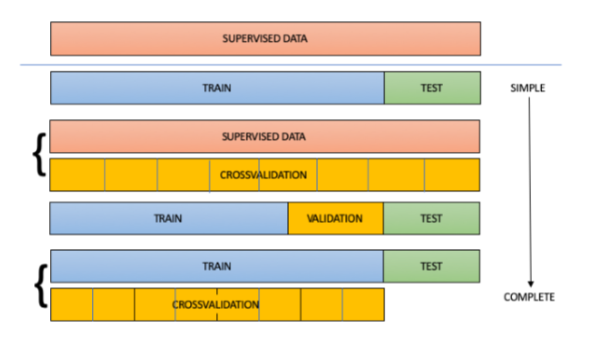 SUPERVISED DATA
TRAIN TEST SIMPLE
SUPERVISED DATA
CROSSVALIDATION
TRAIN VALIDATION TEST
TRAIN TEST
COMPLETE
CROSSVALIDATION